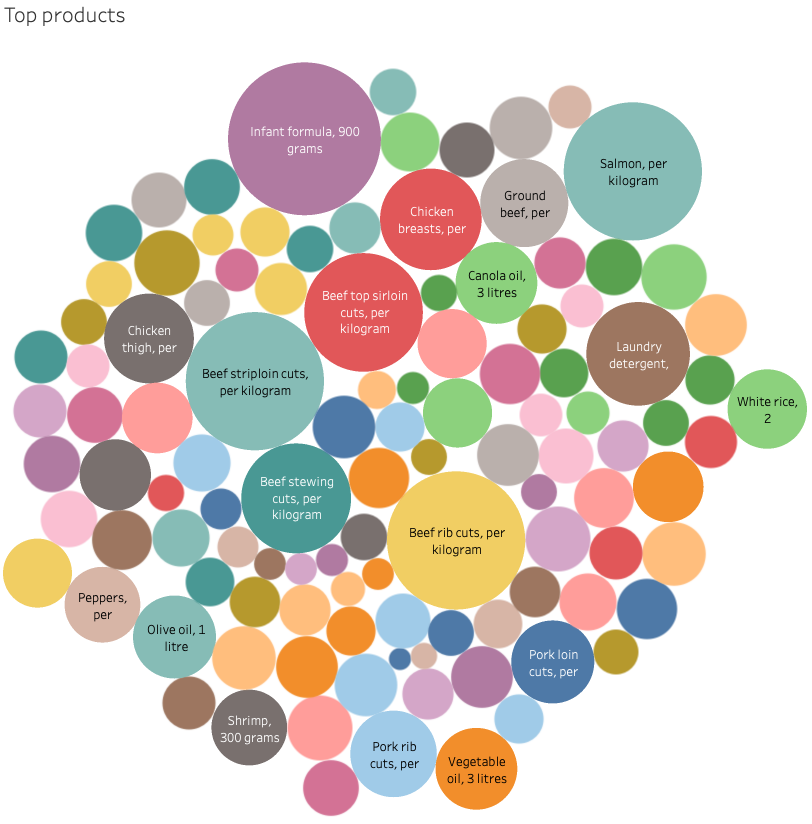 Top products
Infant formula, 900
grams
Salmon, per
kilogram
Ground
beef, per
Chicken
breasts, per
Canola oil,
3 litres
Beef top sirloin
cuts, per
kilogram
Chicken
thigh, per
Laundry
detergent,
Beef striploin cuts,
per kilogram
White rice,
2
Beef stewing
cuts, per
kilogram
Beef rib cuts, per
kilogram
Peppers,
per
Olive oil, 1
litre
Pork loin
cuts, per
Shrimp,
300 grams
Pork rib
cuts, per
Vegetable
oil, 3 litres